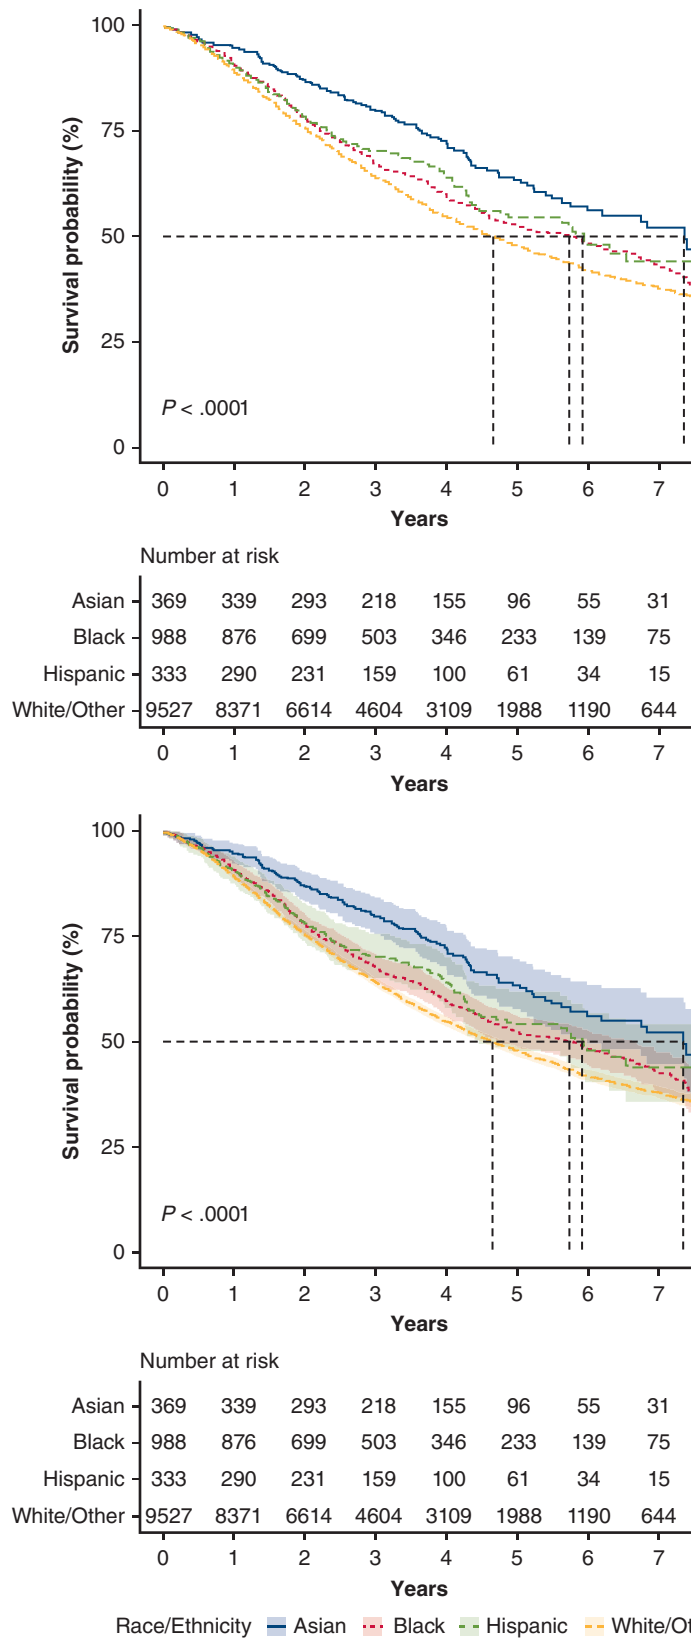 100
75
50
25
0
Survival probability (%)
P < .0001
0 1 2 3 4 5 6 7
Years
Number at risk
Asian 369 339 293 218 155 96 55 31
Black 988 876 699 503 346 233 139 75
Hispanic 333 290 231 159 100 61 34 15
White/Other 9527 8371 6614 4604 3109 1988 1190 644
0 1 2 3 4 5 6 7
Years
100
75
50
25
0
Survival probability (%)
P < .0001
0 1 2 3 4 5 6 7
Years
Number at risk
Asian 369 339 293 218 155 96 55 31
Black 988 876 699 503 346 233 139 75
Hispanic 333 290 231 159 100 61 34 15
White/Other 9527 8371 6614 4604 3109 1988 1190 644
0 1 2 3 4 5 6 7
Years
Race/Ethnicity Asian Black Hispanic White/Ot